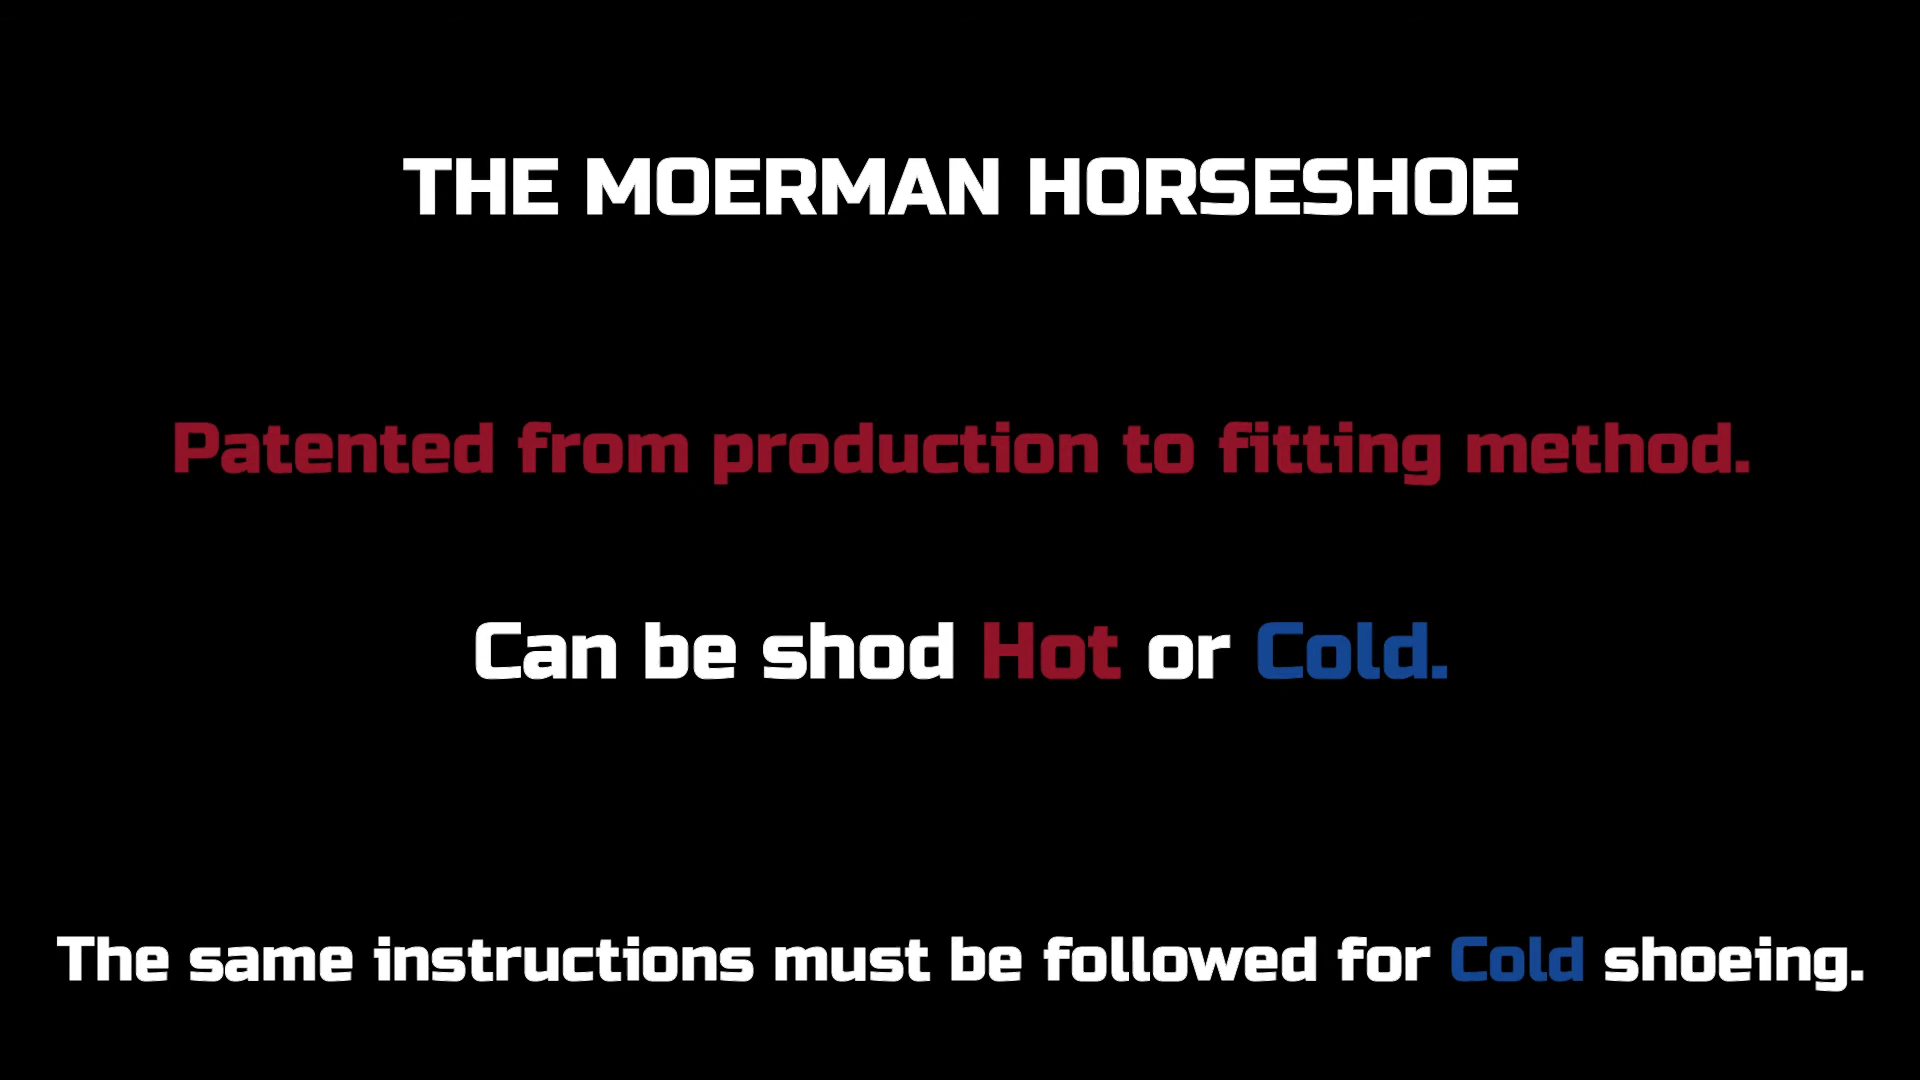 THE MOERMAN HORSESHOE
Patented from production to fitting method.
Can be shod Hot or Cold.
The same instructions must be followed for Cold shoeing.